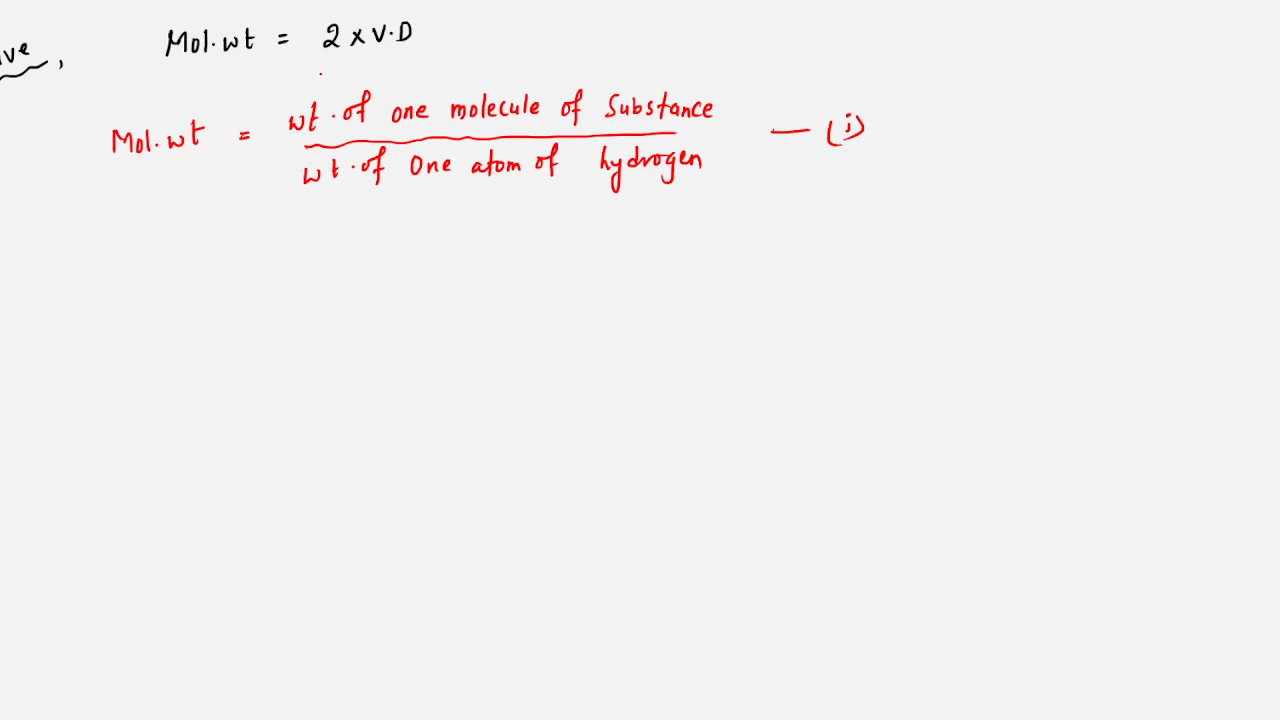 Mol. wt = 2 x V.D
Mol. wt = wt. of one molecule of Substance — (i)
wt. of One atom of hydrogen